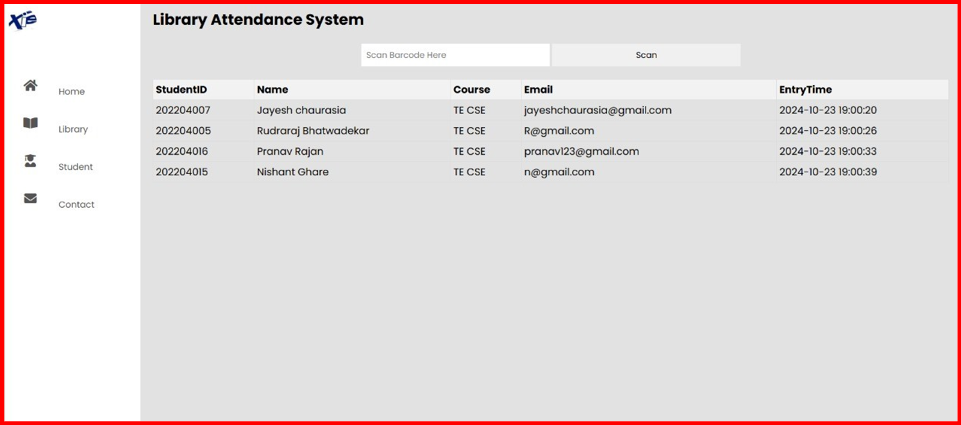 XIE
Library Attendance System
Scan Barcode Here Scan
Home
Library
Student
Contact
StudentID Name Course Email EntryTime
202204007 Jayesh chaurasia TE CSE jayeshchaurasia@gmail.com 2024-10-23 19:00:20
202204005 Rudraraj Bhatwadekar TE CSE R@gmail.com 2024-10-23 19:00:26
202204016 Pranav Rajan TE CSE pranav123@gmail.com 2024-10-23 19:00:33
202204015 Nishant Ghare TE CSE n@gmail.com 2024-10-23 19:00:39